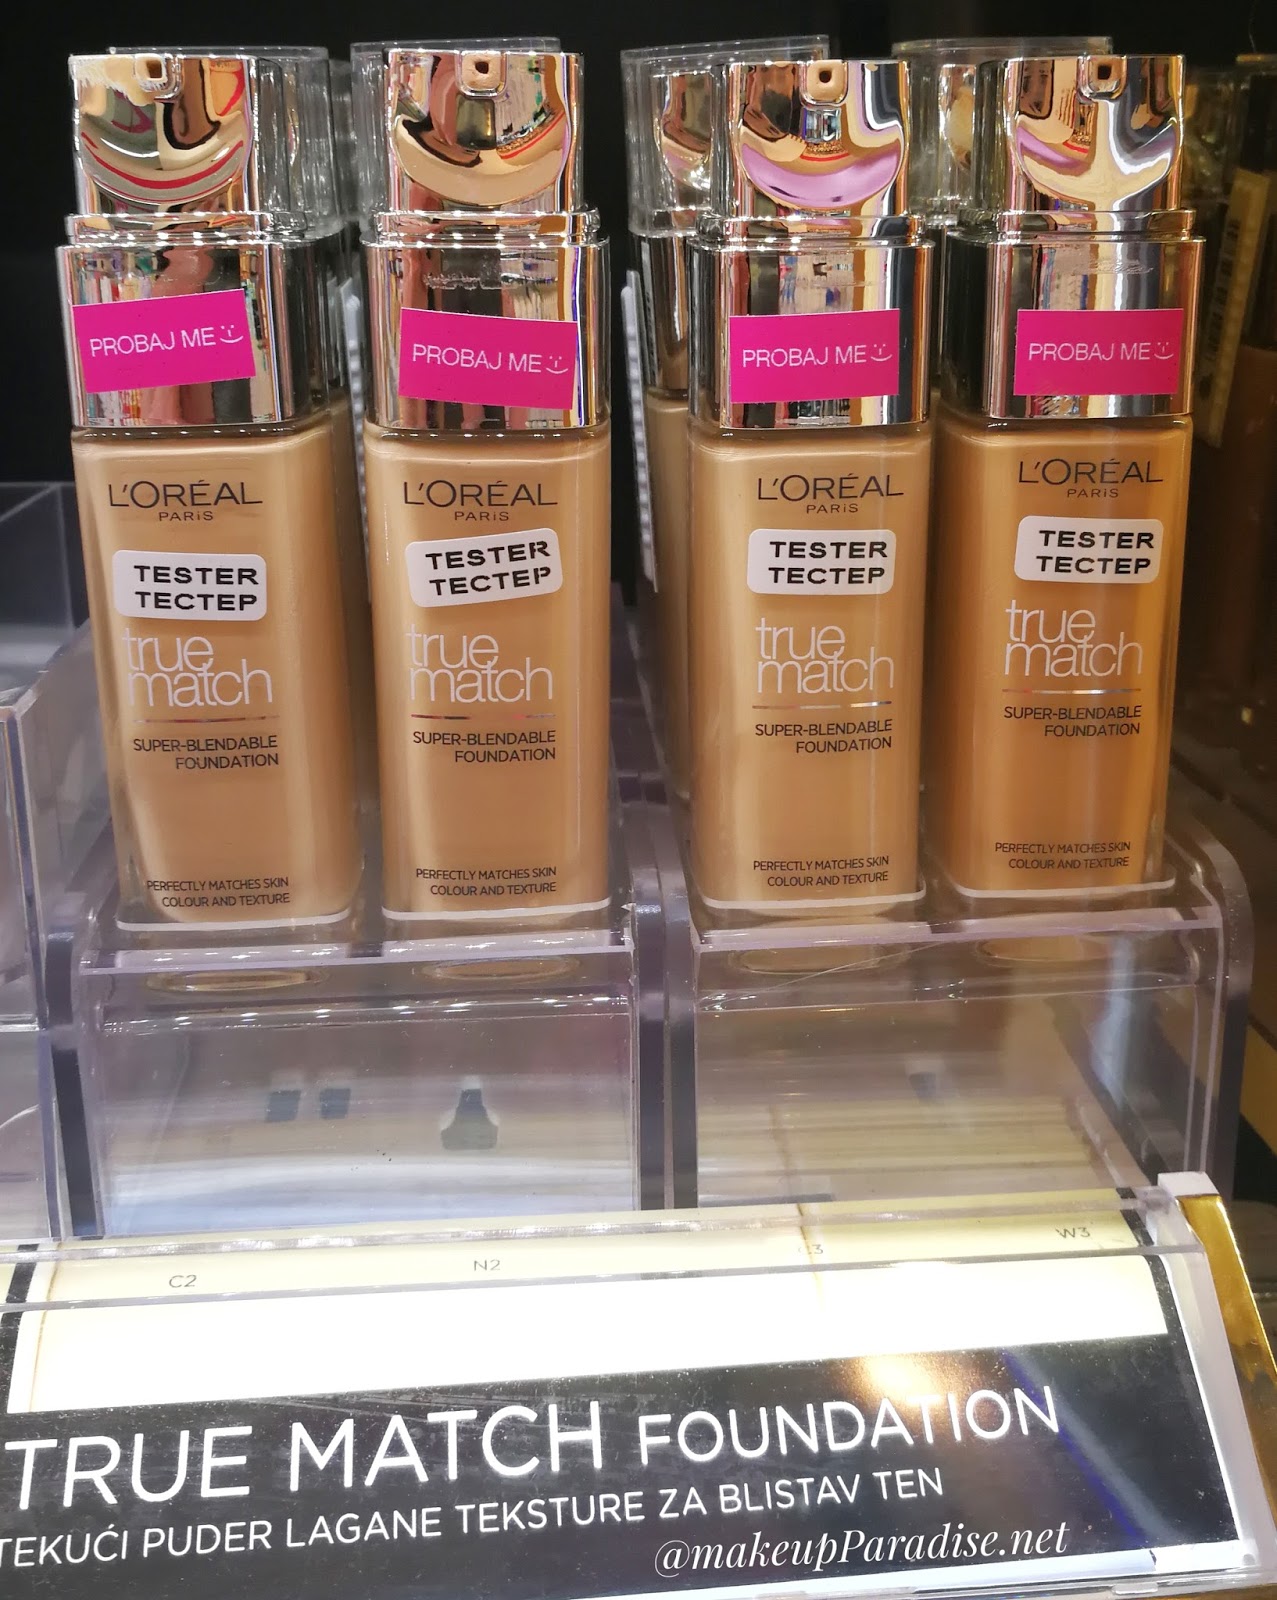 PROBAJ ME
L'ORÉAL
PARIS
TESTER
ТЕСТЕР
true
match
SUPER-BLENDABLE
FOUNDATION
PERFECTLY MATCHES SKIN
COLOUR AND TEXTURE
PROBAJ ME
L'ORÉAL
PARIS
TESTER
ТЕСТЕР
true
match
SUPER-BLENDABLE
FOUNDATION
PERFECTLY MATCHES SKIN
COLOUR AND TEXTURE
PROBAJ ME
L'ORÉAL
PARIS
TESTER
ТЕСТЕР
true
match
SUPER-BLENDABLE
FOUNDATION
PERFECTLY MATCHES SKIN
COLOUR AND TEXTURE
PROBAJ ME
L'ORÉAL
PARIS
TESTER
ТЕСТЕР
true
match
SUPER-BLENDABLE
FOUNDATION
PERFECTLY MATCHES SKIN
COLOUR AND TEXTURE
C2 N2 W3
TRUE MATCH FOUNDATION
TEKUĆI PUDER LAGANE TEKSTURE ZA BLISTAV TEN
@makeupParadise.net